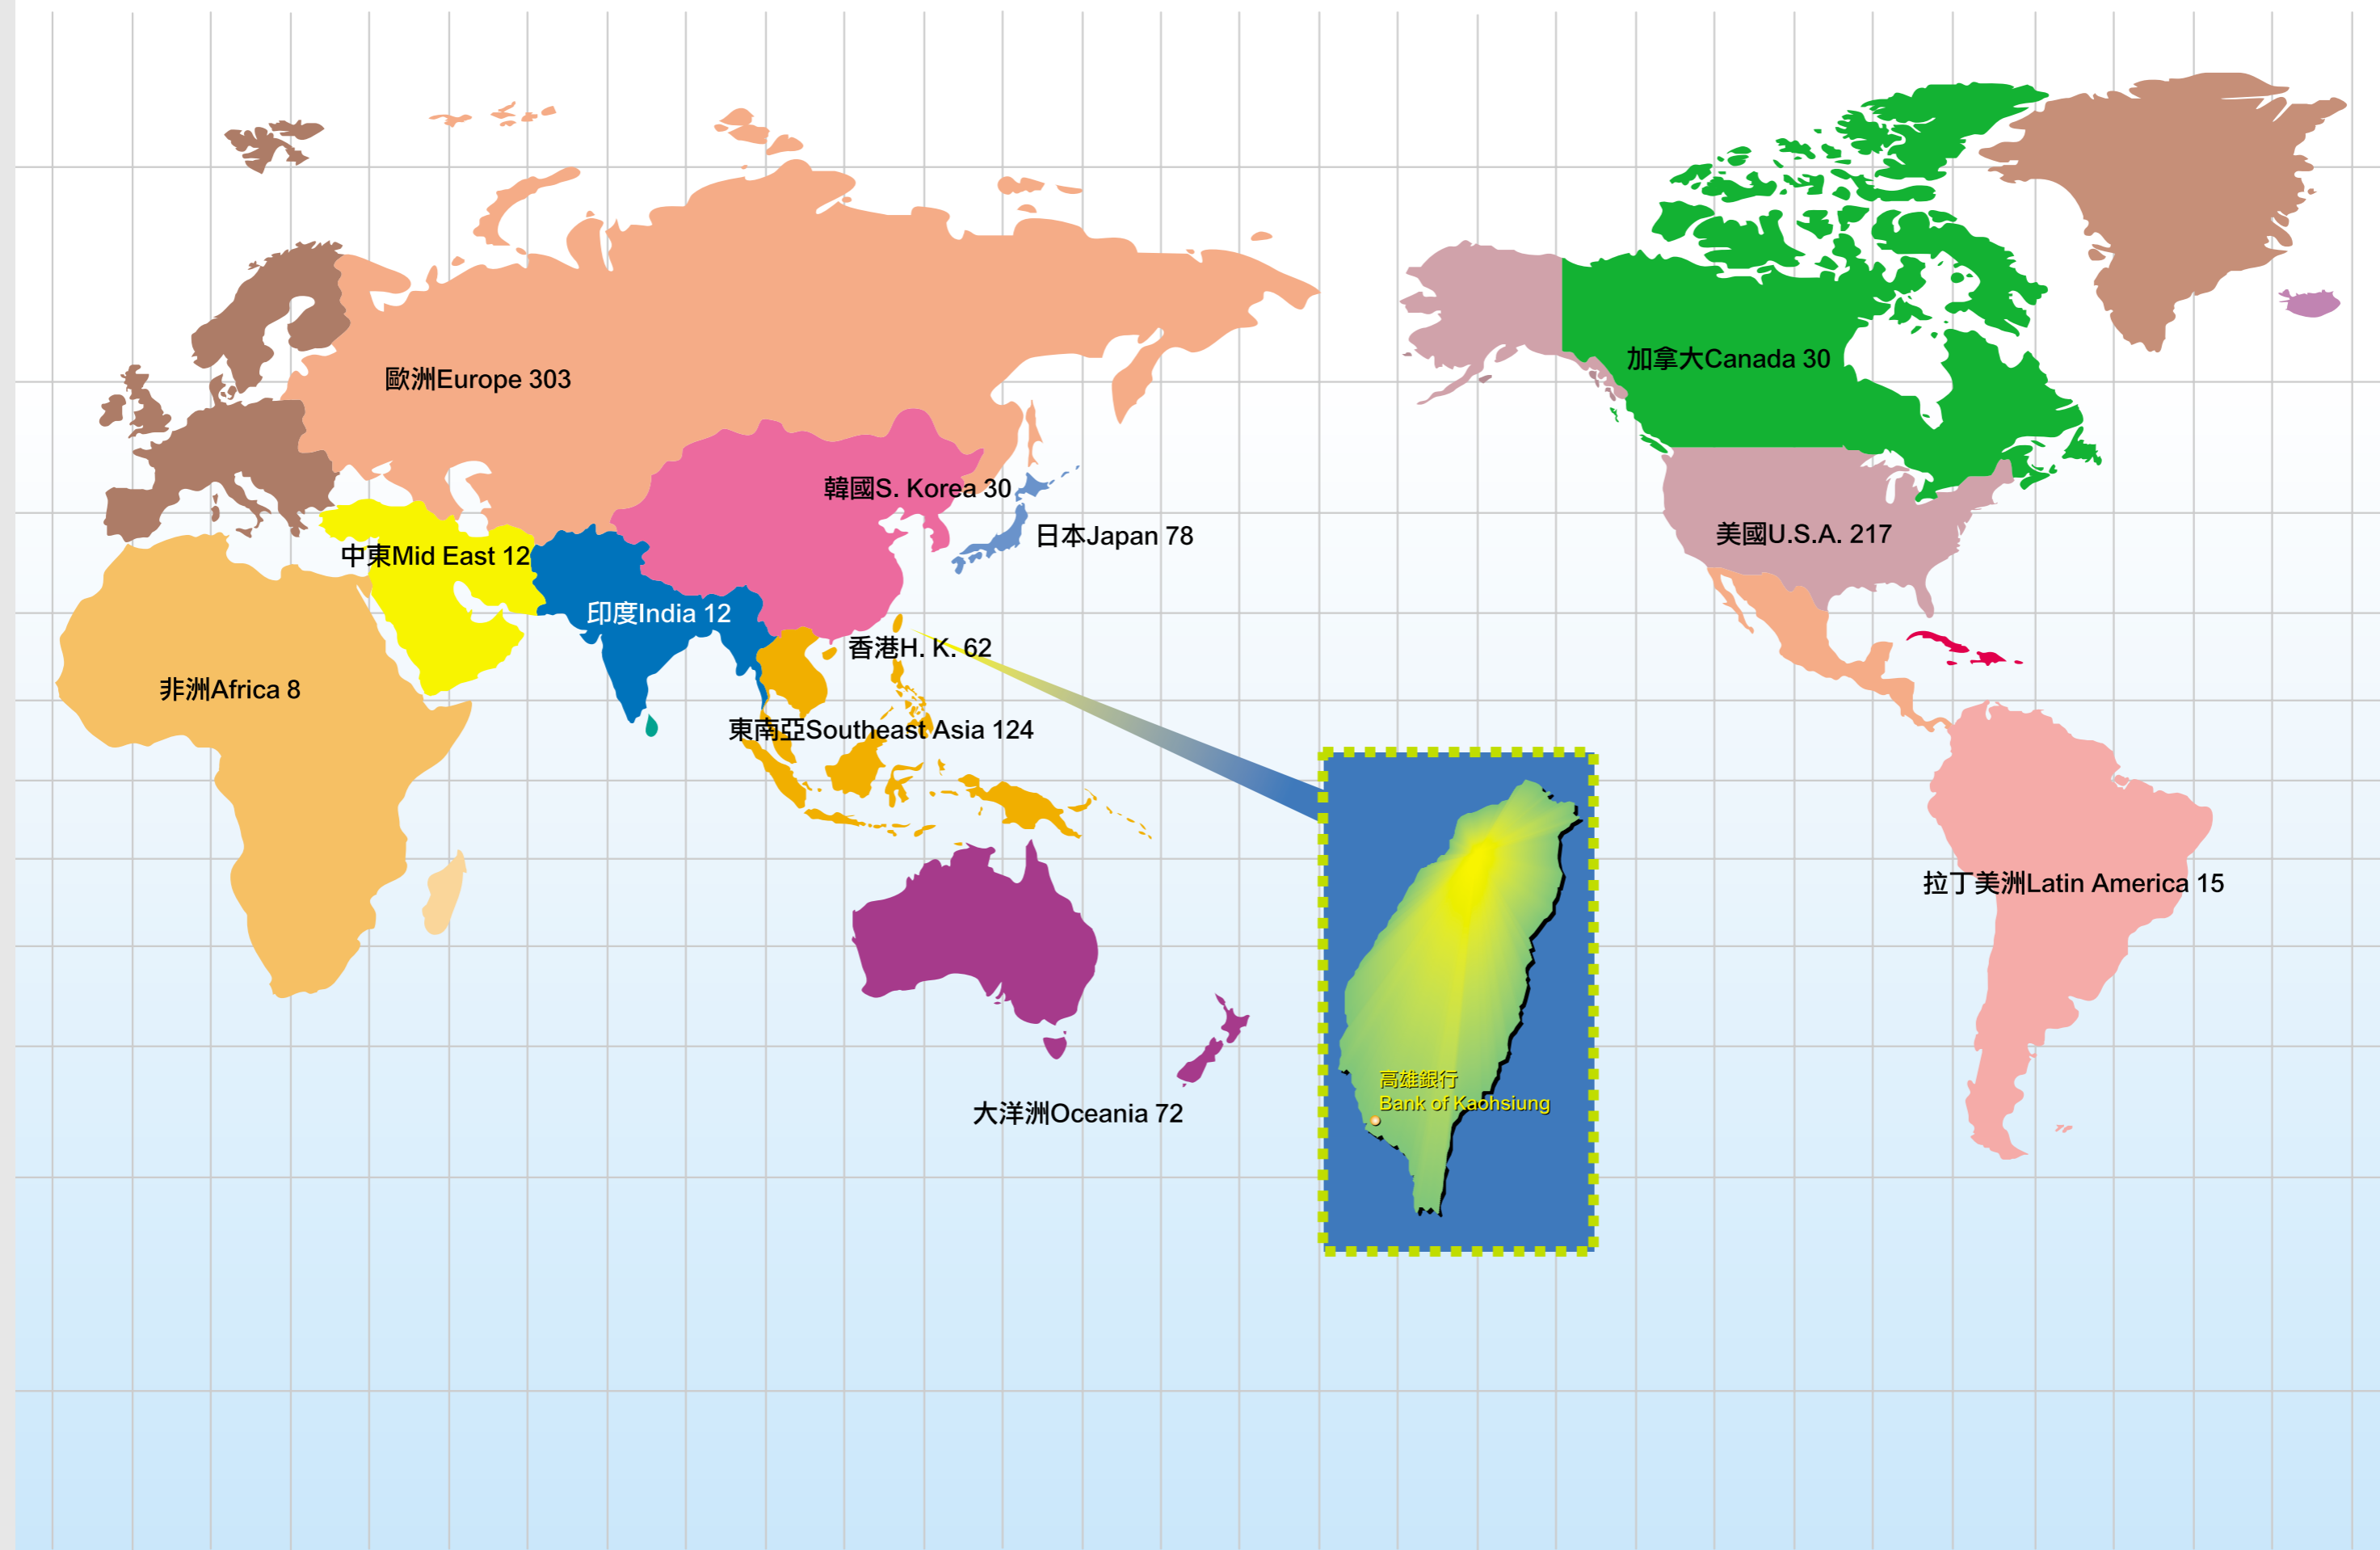 歐洲Europe 303
加拿大Canada 30
韓國S. Korea 30
日本Japan 78
美國U.S.A. 217
中東Mid East 12
印度India 12
香港H. K. 62
非洲Africa 8
東南亞Southeast Asia 124
拉丁美洲Latin America 15
高雄銀行
Bank of Kaohsiung
大洋洲Oceania 72